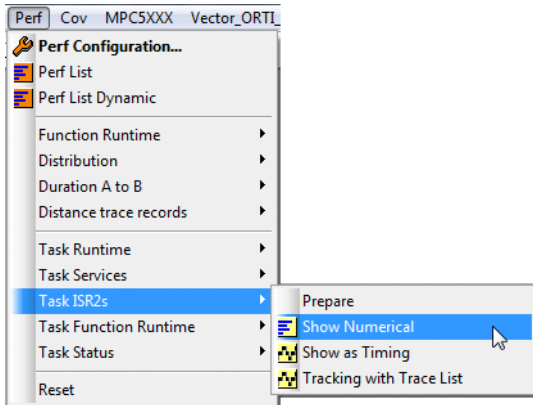 Perf Cov MPC5XXX Vector_ORTI_
Perf Configuration...
Perf List
Perf List Dynamic
Function Runtime
Distribution
Duration A to B
Distance trace records
Task Runtime
Task Services
Task ISR2s
Task Function Runtime
Task Status
Reset
Prepare
Show Numerical
Show as Timing
Tracking with Trace List